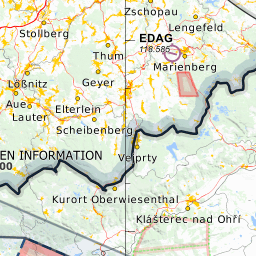 Zschopau
Lengefeld
Stollberg
EDAG
118.585
Thum
Marienberg
Lößnitz
Geyer
Aue
Elterlein
Lauter
Scheibenberg
EN INFORMATION
Vejprty
00
Kurort Oberwiesenthal
Klášterec nad Ohří